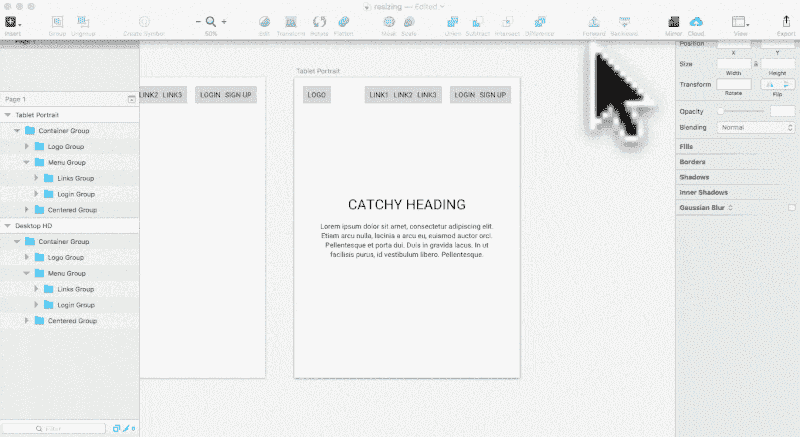 resizing — Edited
Insert
Group
Ungroup
Create Symbol
50%
Edit
Transform
Rotate
Flatten
Mask
Scale
Union
Subtract
Intersect
Difference
Forward
Backwards
Mirror
Cloud
View
Export
Page 1
Page 1
Tablet Portrait
Container Group
Logo Group
Menu Group
Links Group
Login Group
Centered Group
Desktop HD
Container Group
Logo Group
Menu Group
Links Group
Login Group
Centered Group
Filter
0
LINK2 LINK3
LOGIN SIGN UP
Tablet Portrait
LOGO
LINK1 LINK2 LINK3
LOGIN SIGN UP
CATCHY HEADING
Lorem ipsum dolor sit amet, consectetur adipiscing elit.
Etiam arcu nulla, lacinia a arcu eu, euismod auctor orci.
Pellentesque et porta dui. Duis in gravida lacus. In ut
facilisis purus, id vestibulum libero. Pellentesque.
Position
X
Y
Size
Width
Height
Transform
Rotate
Flip
Opacity
Blending
Normal
Fills
Borders
Shadows
Inner Shadows
Gaussian Blur